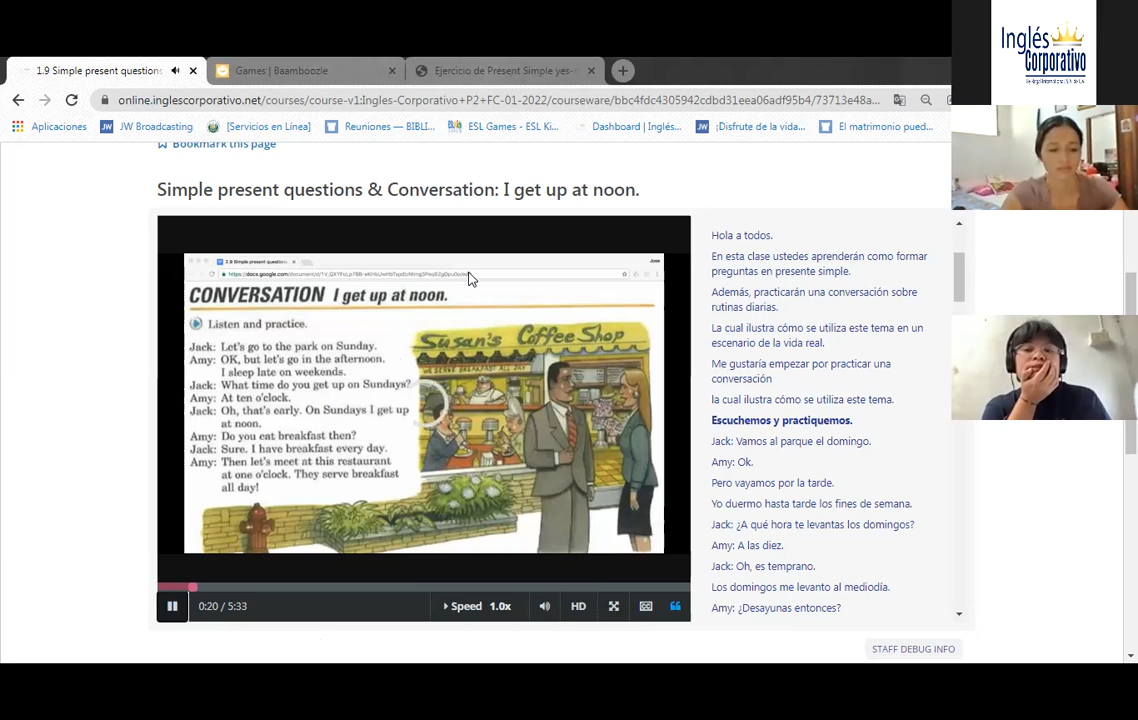 Inglés
Corporativo
1.9 Simple present questions
Games | Baamboozle
Ejercicio de Present Simple yes-n
online.inglescorporativo.net/courses/course-v1:Ingles-Corporativo+P2+FC-01-2022/courseware/bbc4fdc4305942cdbd31eea06adf95b4/73713e48a...
Aplicaciones
JW Broadcasting
[Servicios en Línea]
Reuniones — BIBLI...
ESL Games - ESL Ki...
Dashboard | Inglés...
¡Disfrute de la vida...
El matrimonio pued...
Bookmark this page
Simple present questions & Conversation: I get up at noon.
2.9 Simple present question
Jose
CONVERSATION I get up at noon.
Listen and practice.
Jack: Let's go to the park on Sunday.
Amy: OK, but let's go in the afternoon.
I sleep late on weekends.
Jack: What time do you get up on Sundays?
Amy: At ten o'clock.
Jack: Oh, that's early. On Sundays I get up
at noon.
Amy: Do you eat breakfast then?
Jack: Sure. I have breakfast every day.
Amy: Then let's meet at this restaurant
at one o'clock. They serve breakfast
all day!
Susan's Coffee Shop
WE SERVE BREAKFAST ALL DAY
0:20 / 5:33
Speed 1.0x
HD
Hola a todos.
En esta clase ustedes aprenderán como formar
preguntas en presente simple.
Además, practicarán una conversación sobre
rutinas diarias.
La cual ilustra cómo se utiliza este tema en un
escenario de la vida real.
Me gustaría empezar por practicar una
conversación
la cual ilustra cómo se utiliza este tema.
Escuchemos y practiquemos.
Jack: Vamos al parque el domingo.
Amy: Ok.
Pero vayamos por la tarde.
Yo duermo hasta tarde los fines de semana.
Jack: ¿A qué hora te levantas los domingos?
Amy: A las diez.
Jack: Oh, es temprano.
Los domingos me levanto al mediodía.
Amy: ¿Desayunas entonces?
STAFF DEBUG INFO